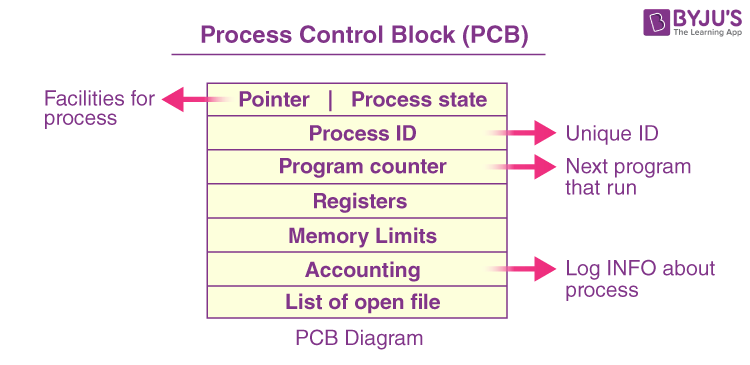 BYJU'S
The Learning App
Process Control Block (PCB)
Facilities for
process
Pointer | Process state
Process ID
Unique ID
Program counter
Next program
that run
Registers
Memory Limits
Accounting
Log INFO about
process
List of open file
PCB Diagram